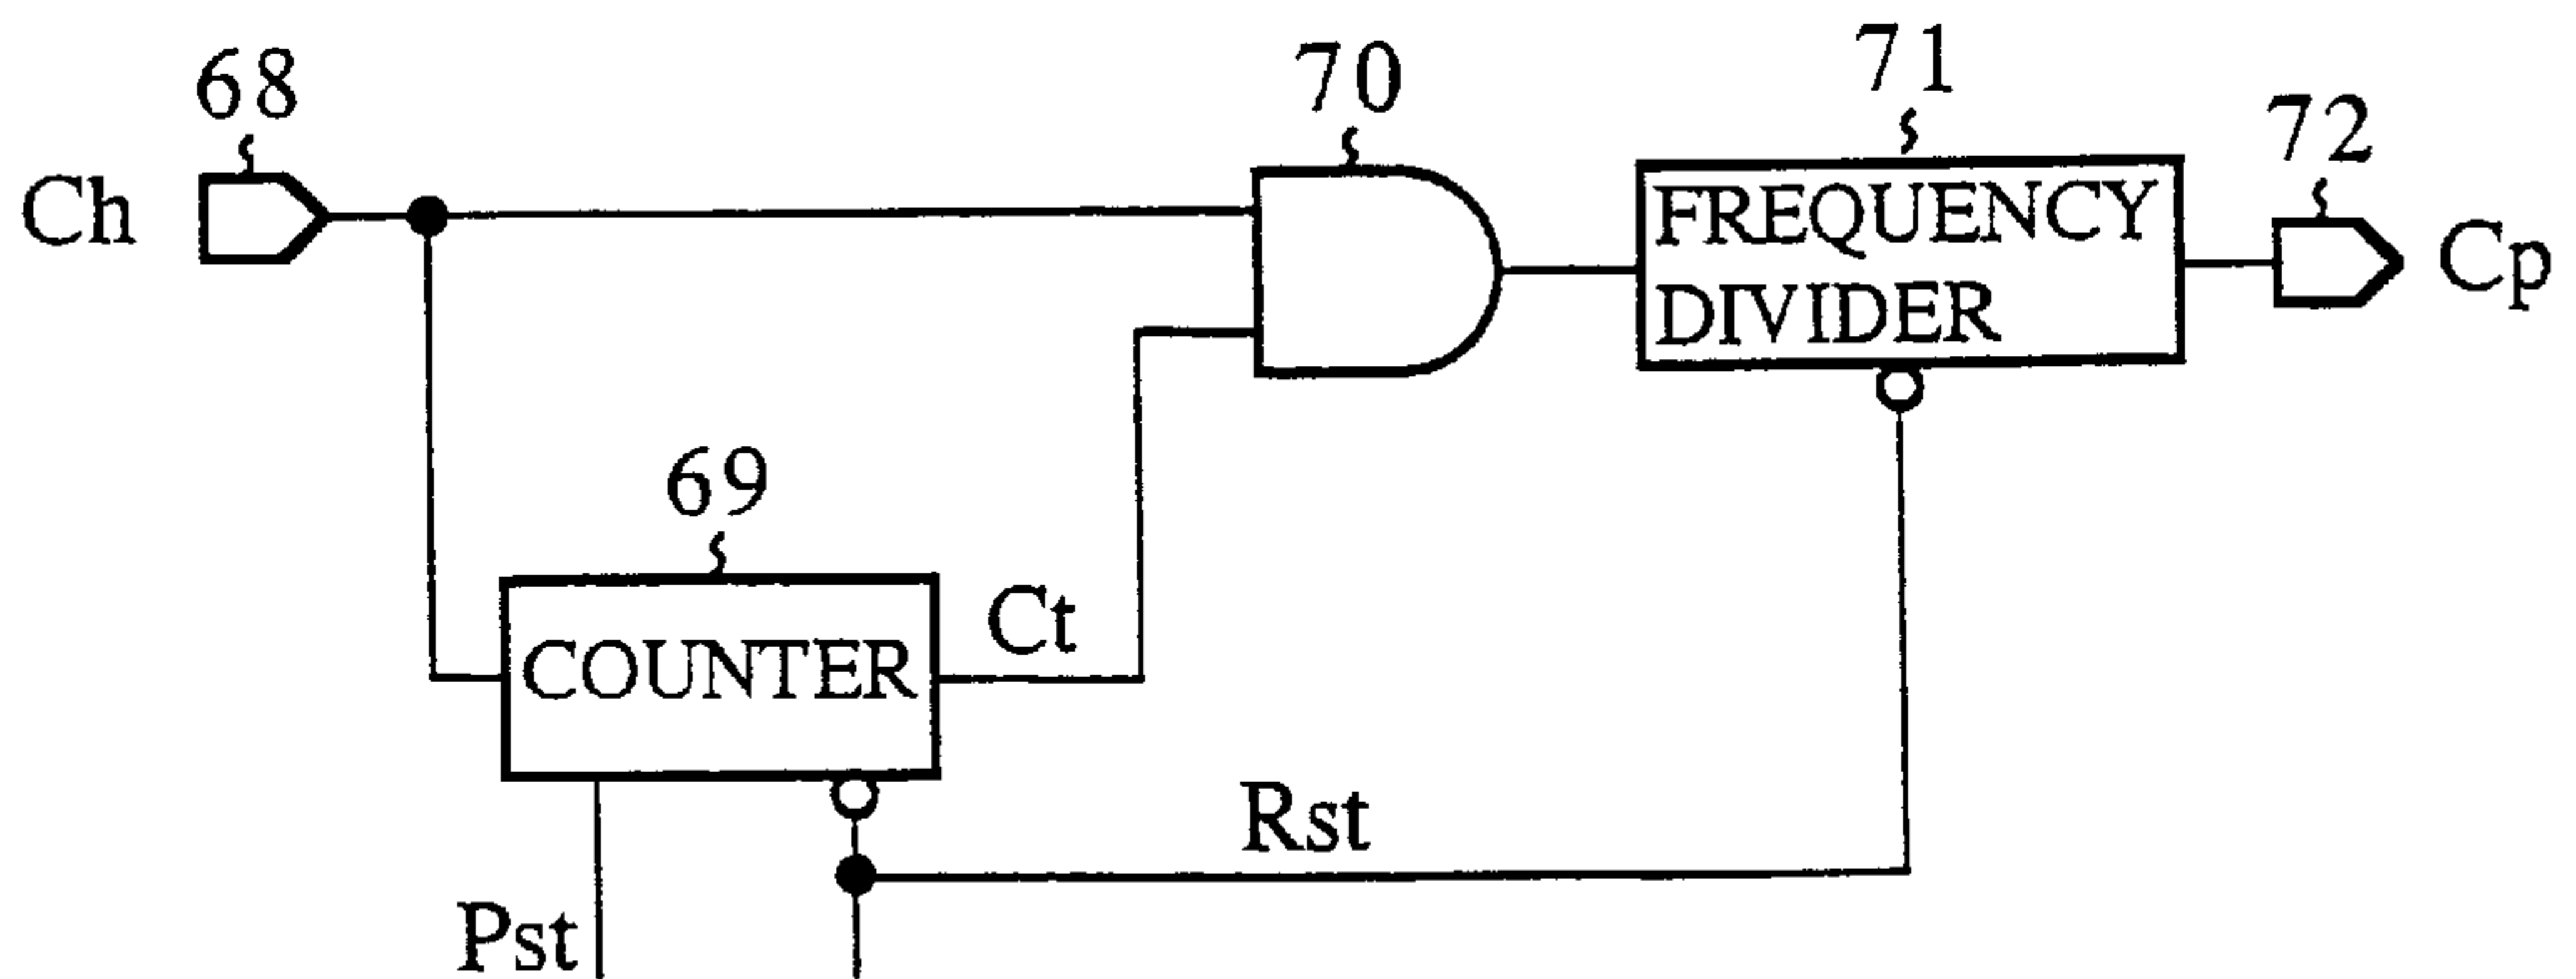 68
70
71
72
Ch
FREQUENCY
DIVIDER
Cp
69
COUNTER
Ct
Rst
Pst